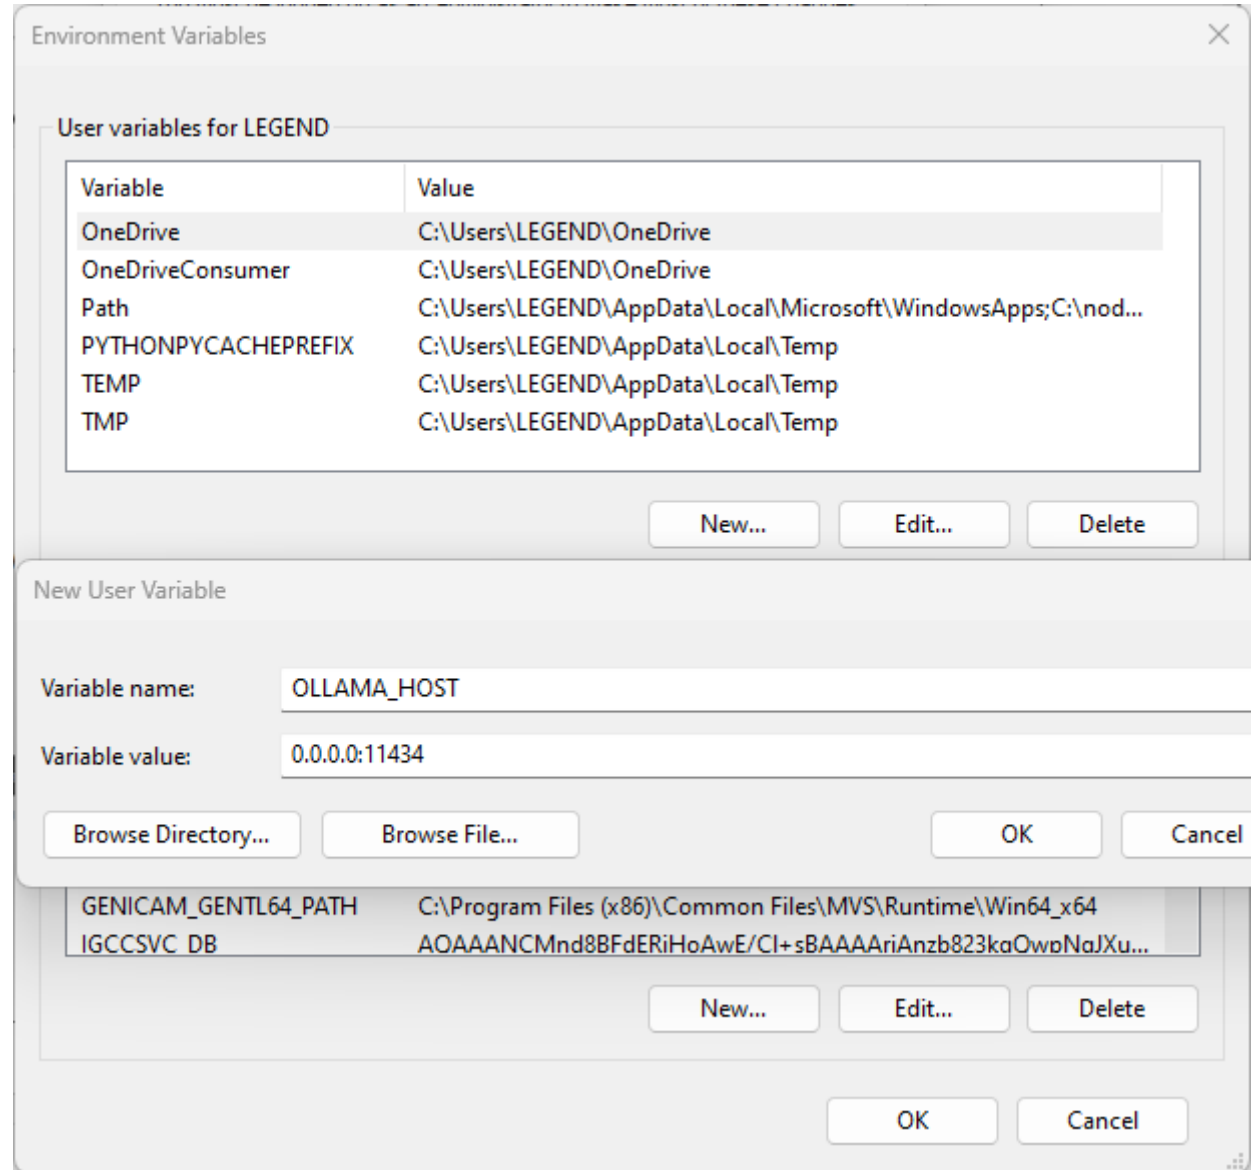 Environment Variables
User variables for LEGEND
Variable Value
OneDrive C:\Users\LEGEND\OneDrive
OneDriveConsumer C:\Users\LEGEND\OneDrive
Path C:\Users\LEGEND\AppData\Local\Microsoft\WindowsApps;C:\nod...
PYTHONPYCACHEPREFIX C:\Users\LEGEND\AppData\Local\Temp
TEMP C:\Users\LEGEND\AppData\Local\Temp
TMP C:\Users\LEGEND\AppData\Local\Temp
New... Edit... Delete
New User Variable
Variable name: OLLAMA_HOST
Variable value: 0.0.0.0:11434
Browse Directory... Browse File... OK Cancel
GENICAM_GENTL64_PATH C:\Program Files (x86)\Common Files\MVS\Runtime\Win64_x64
IGCCSVC_DB
New... Edit... Delete
OK Cancel